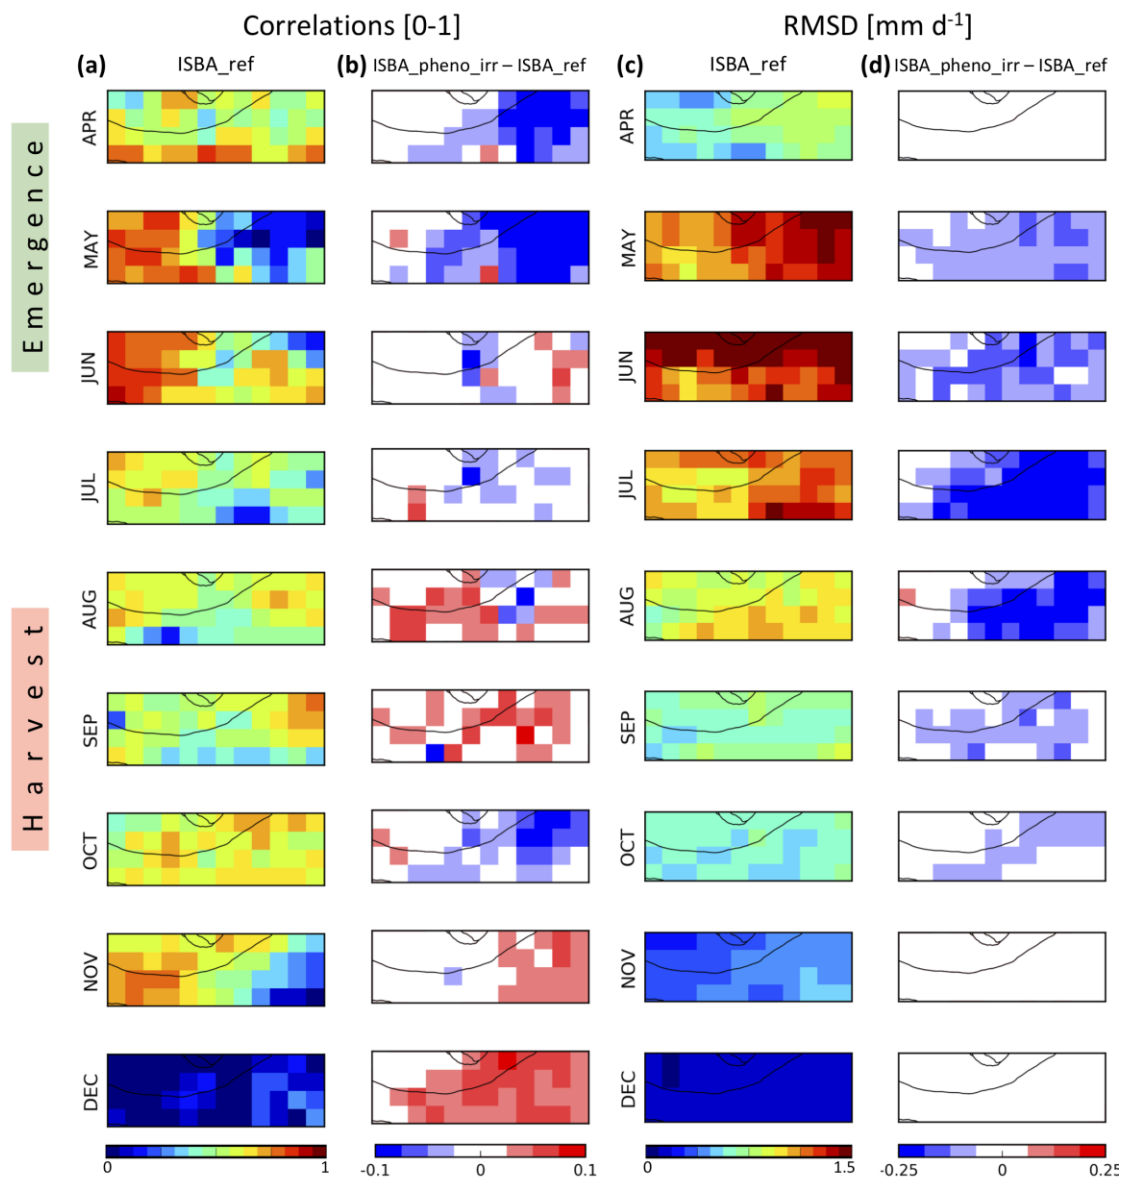 Correlations [0-1] RMSD [mm d-1]
(a) ISBA_ref (b) ISBA_pheno_irr – ISBA_ref (c) ISBA_ref (d) ISBA_pheno_irr – ISBA_ref
Emergence
Harvest
APR APR
MAY MAY
JUN JUN
JUL JUL
AUG AUG
SEP SEP
OCT OCT
NOV NOV
DEC DEC
0 1 -0.1 0 0.1 0 1.5 -0.25 0 0.25